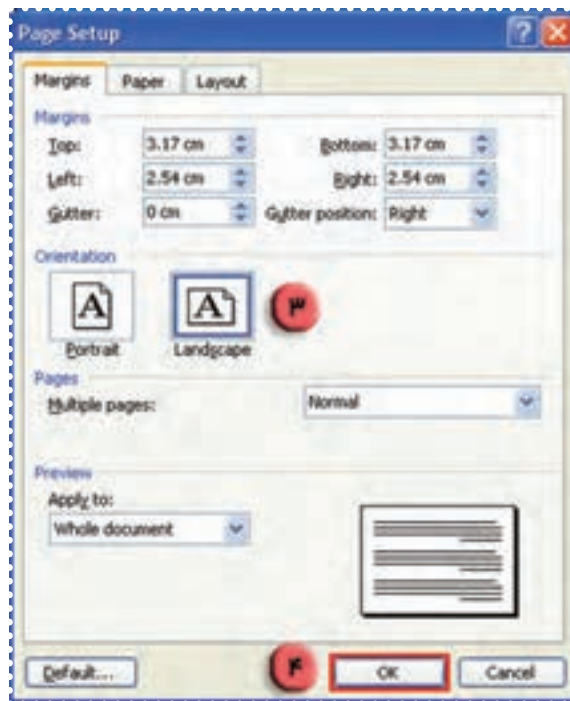 Page Setup
Margins Paper Layout
Margins
Top: 3.17 cm Bottom: 3.17 cm
Left: 2.54 cm Right: 2.54 cm
Gutter: 0 cm Gutter position: Right
Orientation
A A ۳
Portrait Landscape
Pages
Multiple pages: Normal
Preview
Apply to:
Whole document
Default... ۴ OK Cancel